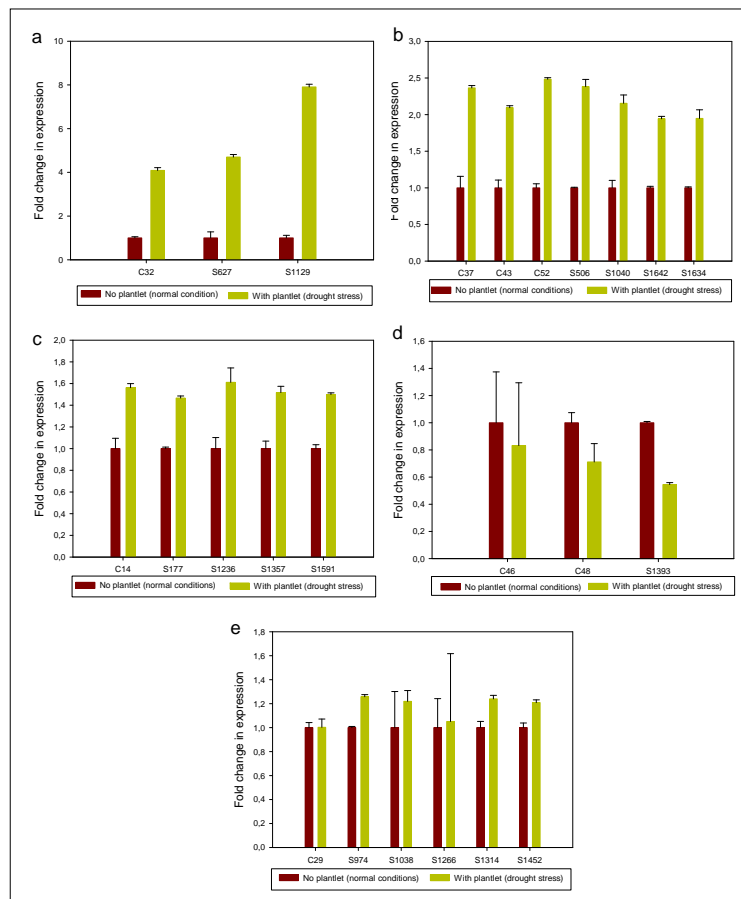 a
Fold change in expression
10
8
6
4
2
0
C32 S627 S1129
No plantlet (normal condition) With plantlet (drought stress)
b
Fold change in expression
3,0
2,5
2,0
1,5
1,0
0,5
0,0
C37 C43 C52 S506 S1040 S1642 S1634
No plantlet (normal conditions) With plantlet (drought stress)
c
Fold change in expression
2,0
1,8
1,6
1,4
1,2
1,0
0,8
0,6
0,4
0,2
0,0
C14 S177 S1236 S1357 S1591
No plantlet (normal conditions) With plantlet (drought stress)
d
Fold change in expression
1,6
1,4
1,2
1,0
0,8
0,6
0,4
0,2
0,0
C46 C48 S1393
No plantlet (normal conditions) With plantlet (drought stress)
e
Fold change in expression
1,8
1,6
1,4
1,2
1,0
0,8
0,6
0,4
0,2
0,0
C29 S974 S1038 S1266 S1314 S1452
No plantlet (normal conditions) With plantlet (drought stress)